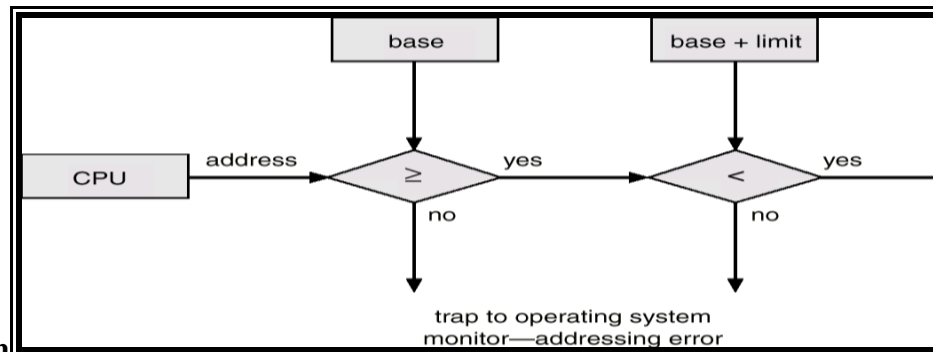 base
base + limit
CPU
address
≥
yes
<
yes
no
no
trap to operating system
monitor—addressing error